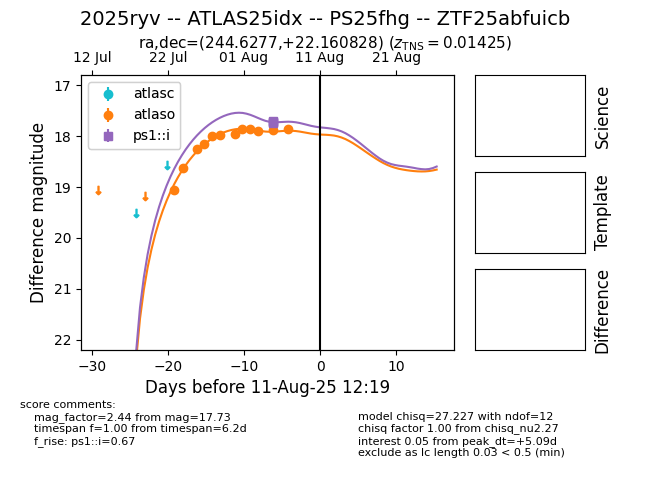 2025ryv -- ATLAS25idx -- PS25fhg -- ZTF25abfuicb
ra,dec=(244.6277,+22.160828) (z_TNS = 0.01425)
12 Jul 22 Jul 01 Aug 11 Aug 21 Aug
atlasc
atlaso
ps1::i
17
18
19
20
21
22
Difference magnitude
−30 −20 −10 0 10
Days before 11-Aug-25 12:19
Science
Template
Difference
score comments:
mag_factor=2.44 from mag=17.73
timespan f=1.00 from timespan=6.2d
f_rise: ps1::i=0.67
model chisq=27.227 with ndof=12
chisq factor 1.00 from chisq_nu2.27
interest 0.05 from peak_dt=+5.09d
exclude as lc length 0.03 < 0.5 (min)